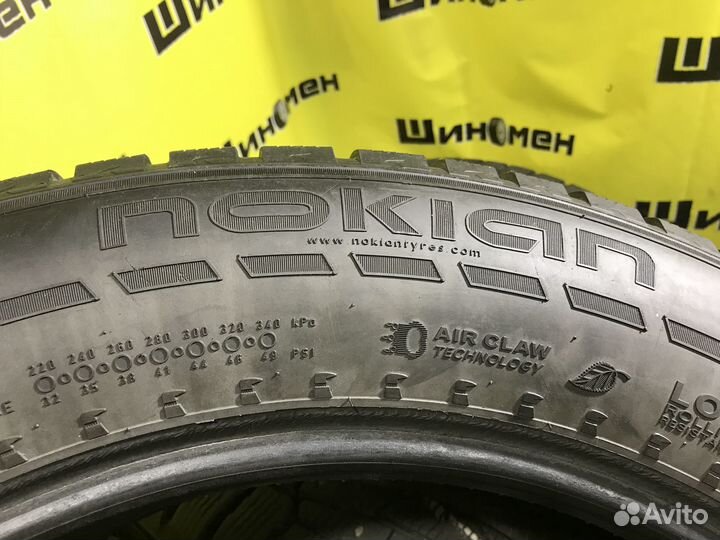 ШИНОМЕН
ШИНОМЕН
ШИНОМЕН
nokian
www.nokiantyres.com
220 240 260 280 300 320 340 kPa
32 35 38 41 44 46 49 PSI
AIR CLAW
TECHNOLOGY
Avito